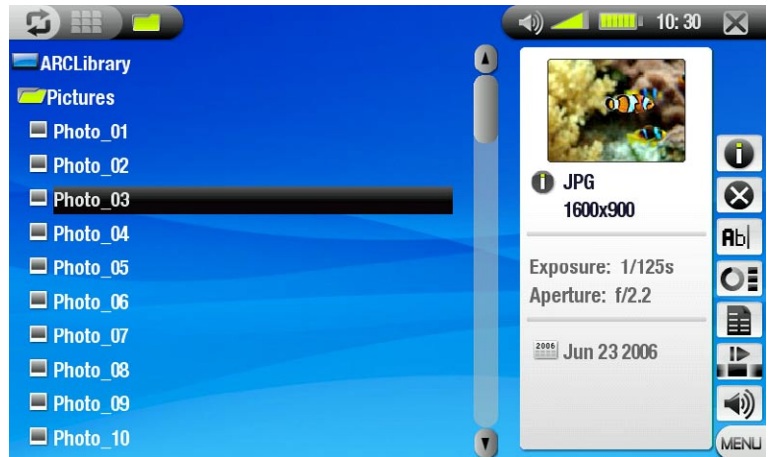 10:30
ARCLibrary
Pictures
Photo_01
Photo_02
Photo_03
Photo_04
Photo_05
Photo_06
Photo_07
Photo_08
Photo_09
Photo_10
i JPG
1600x900
Exposure: 1/125s
Aperture: f/2.2
2006 Jun 23 2006
i
Ab
MENU